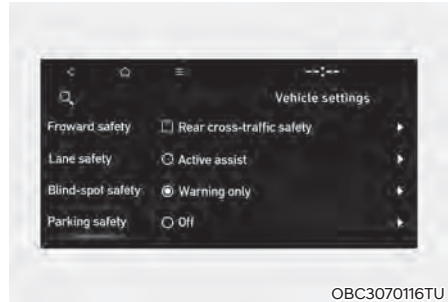 --:--
Vehicle settings
Froward safety
Rear cross-traffic safety
Lane safety
Active assist
Blind-spot safety
Warning only
Parking safety
Off
OBC3070116TU